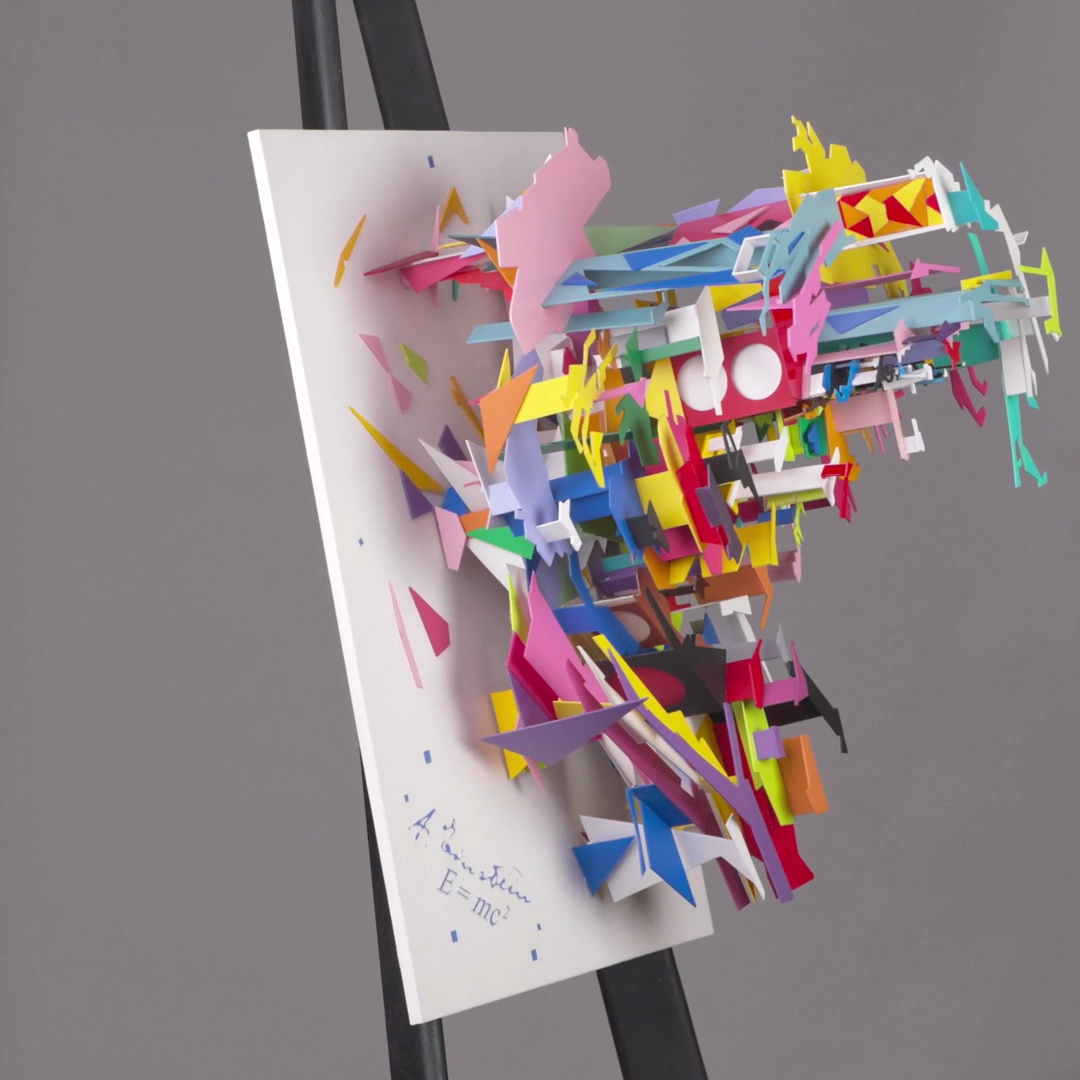 A. Einstein
E = mc²